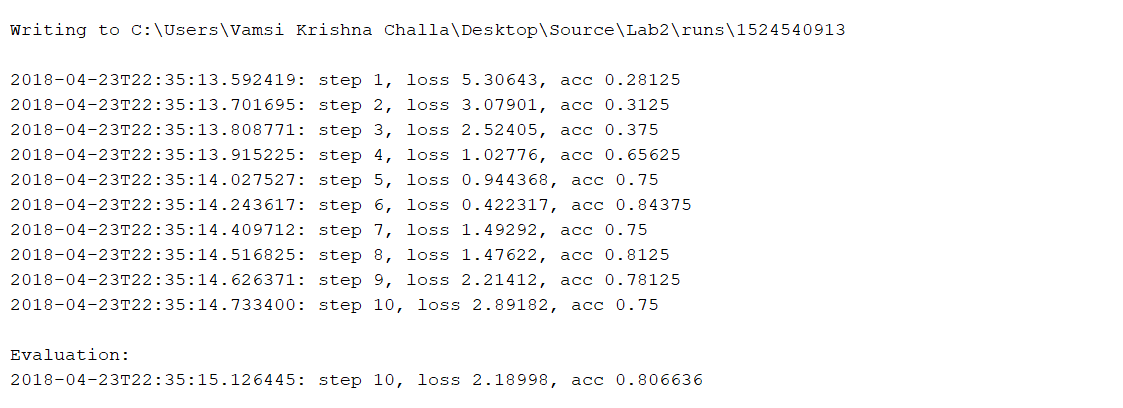 Writing to C:\Users\Vamsi Krishna Challa\Desktop\Source\Lab2\runs\1524540913
2018-04-23T22:35:13.592419: step 1, loss 5.30643, acc 0.28125
2018-04-23T22:35:13.701695: step 2, loss 3.07901, acc 0.3125
2018-04-23T22:35:13.808771: step 3, loss 2.52405, acc 0.375
2018-04-23T22:35:13.915225: step 4, loss 1.02776, acc 0.65625
2018-04-23T22:35:14.027527: step 5, loss 0.944368, acc 0.75
2018-04-23T22:35:14.243617: step 6, loss 0.422317, acc 0.84375
2018-04-23T22:35:14.409712: step 7, loss 1.49292, acc 0.75
2018-04-23T22:35:14.516825: step 8, loss 1.47622, acc 0.8125
2018-04-23T22:35:14.626371: step 9, loss 2.21412, acc 0.78125
2018-04-23T22:35:14.733400: step 10, loss 2.89182, acc 0.75
Evaluation:
2018-04-23T22:35:15.126445: step 10, loss 2.18998, acc 0.806636